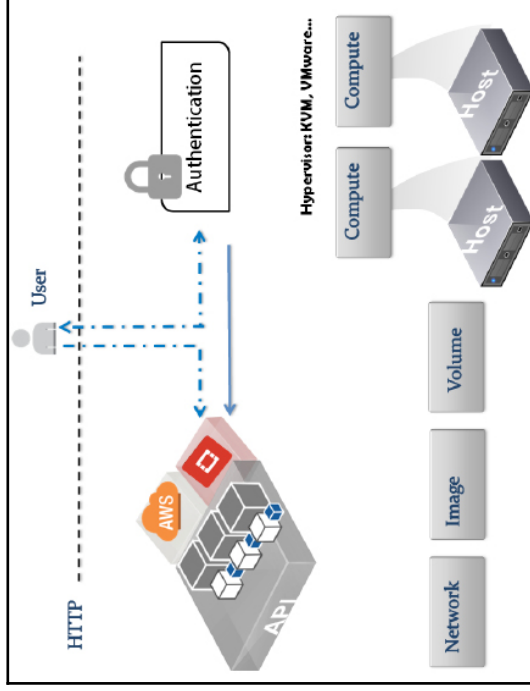 User
HTTP
AWS
Authentication
API
Hypervisor: KVM, VMware...
Network
Image
Volume
Compute
Compute
Host
Host